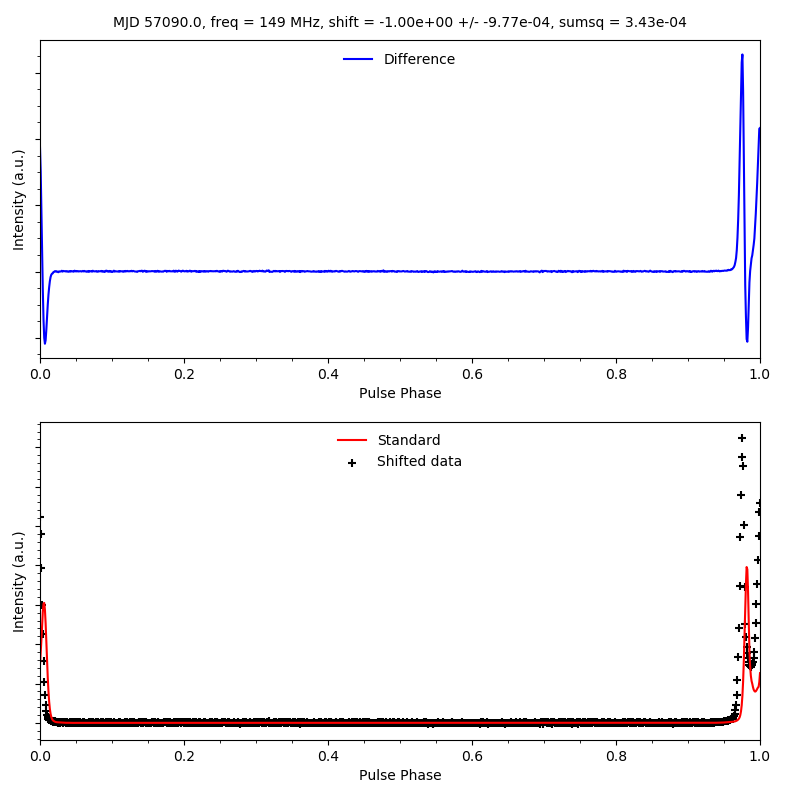 MJD 57090.0, freq = 149 MHz, shift = -1.00e+00 +/- -9.77e-04, sumsq = 3.43e-04
Difference
Intensity (a.u.)
0.0 0.2 0.4 0.6 0.8 1.0
Pulse Phase
Standard
Shifted data
Intensity (a.u.)
0.0 0.2 0.4 0.6 0.8 1.0
Pulse Phase